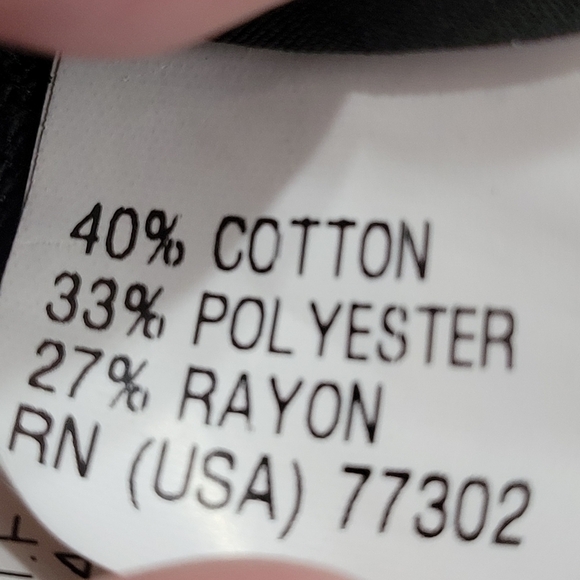 40% COTTON
33% POLYESTER
27% RAYON
RN (USA) 77302